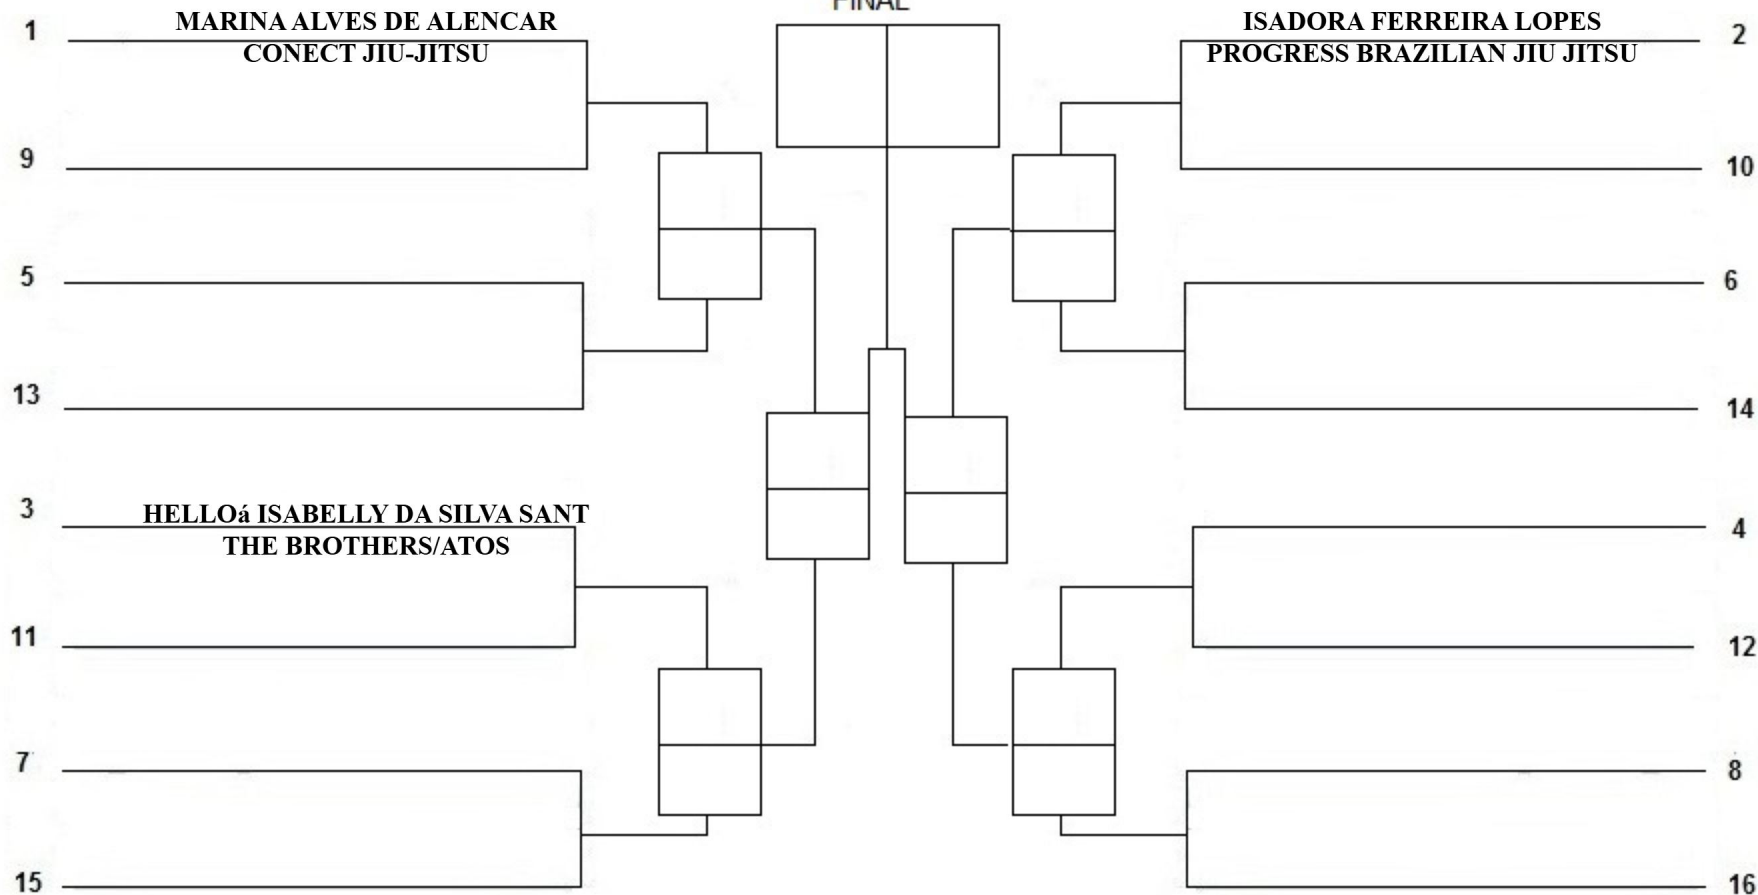 FINAL
1
MARINA ALVES DE ALENCAR
CONECT JIU-JITSU
ISADORA FERREIRA LOPES
PROGRESS BRAZILIAN JIU JITSU
2
9
10
5
6
13
14
3
HELLOá ISABELLY DA SILVA SANT
THE BROTHERS/ATOS
4
11
12
7
8
15
16